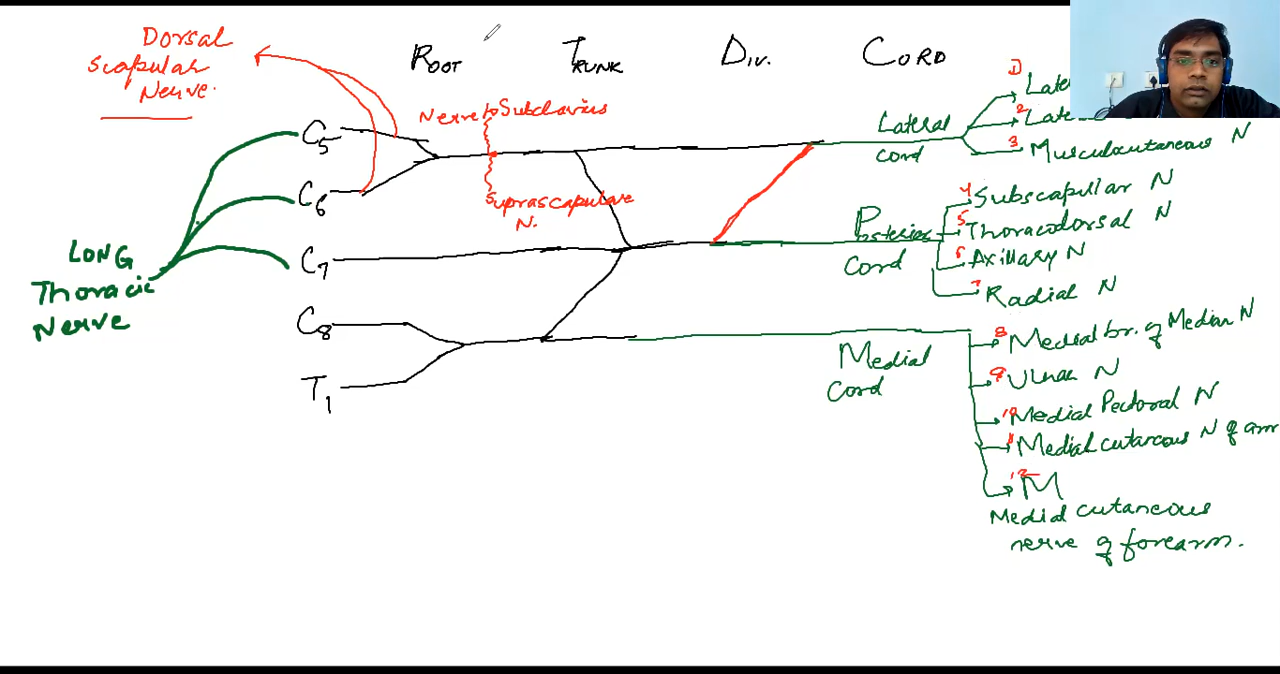 Dorsal
Scapular
Nerve.
ROOT TRUNK DIV. CORD
Nerve to Subclavius
Suprascapular
N.
C5
C6
C7
C8
T1
LONG
Thoracic
Nerve
Lateral
cord
1
2
3 Musculocutaneous N
Posterior
Cord
4 Subscapular N
5 Thoracodorsal N
6 Axillary N
7 Radial N
Medial
Cord
8 Medial br. of Median N
9 Ulnar N
10 Medial Pectoral N
11 Medial cutaneous N of arm
12 M
Medial cutaneous
nerve of forearm.